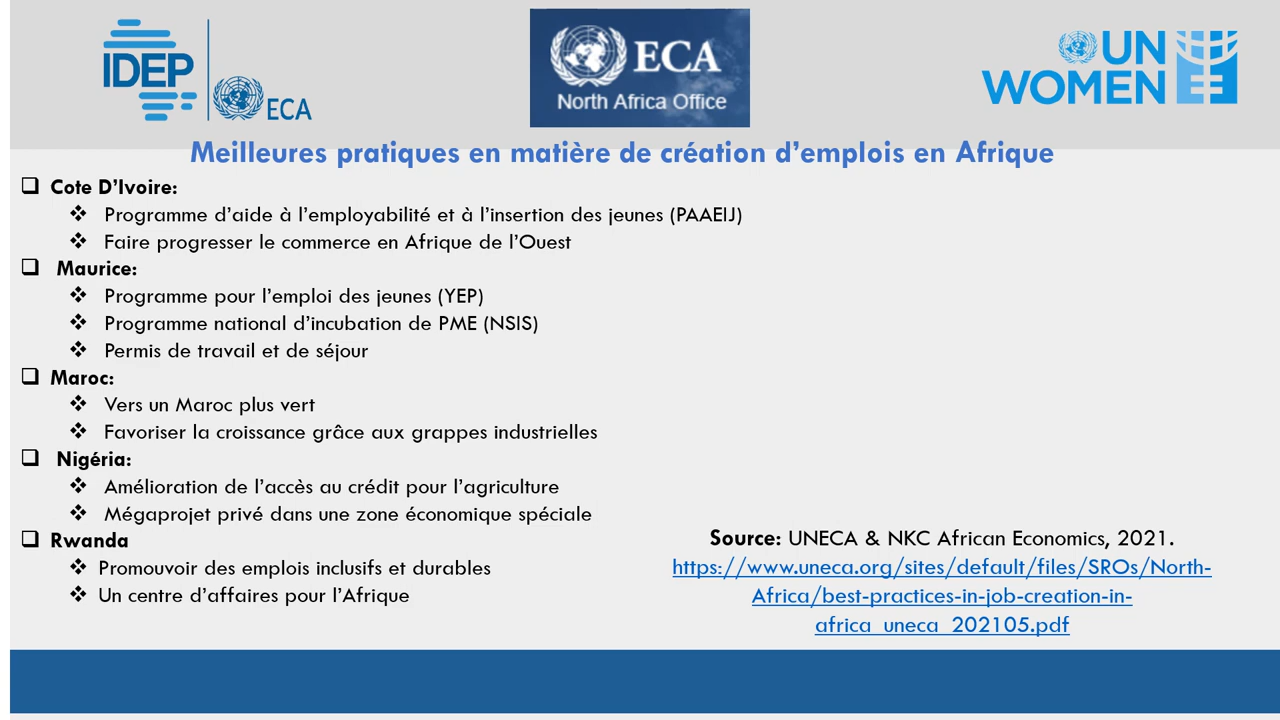 IDEP
ECA
ECA
North Africa Office
UN
WOMEN
Meilleures pratiques en matière de création d’emplois en Afrique
Cote D’Ivoire:
Programme d’aide à l’employabilité et à l’insertion des jeunes (PAAEIJ)
Faire progresser le commerce en Afrique de l’Ouest
Maurice:
Programme pour l’emploi des jeunes (YEP)
Programme national d’incubation de PME (NSIS)
Permis de travail et de séjour
Maroc:
Vers un Maroc plus vert
Favoriser la croissance grâce aux grappes industrielles
Nigéria:
Amélioration de l’accès au crédit pour l’agriculture
Mégaprojet privé dans une zone économique spéciale
Rwanda
Promouvoir des emplois inclusifs et durables
Un centre d’affaires pour l’Afrique
Source: UNECA & NKC African Economics, 2021.
https://www.uneca.org/sites/default/files/SROs/North-
Africa/best-practices-in-job-creation-in-
africa_uneca_202105.pdf